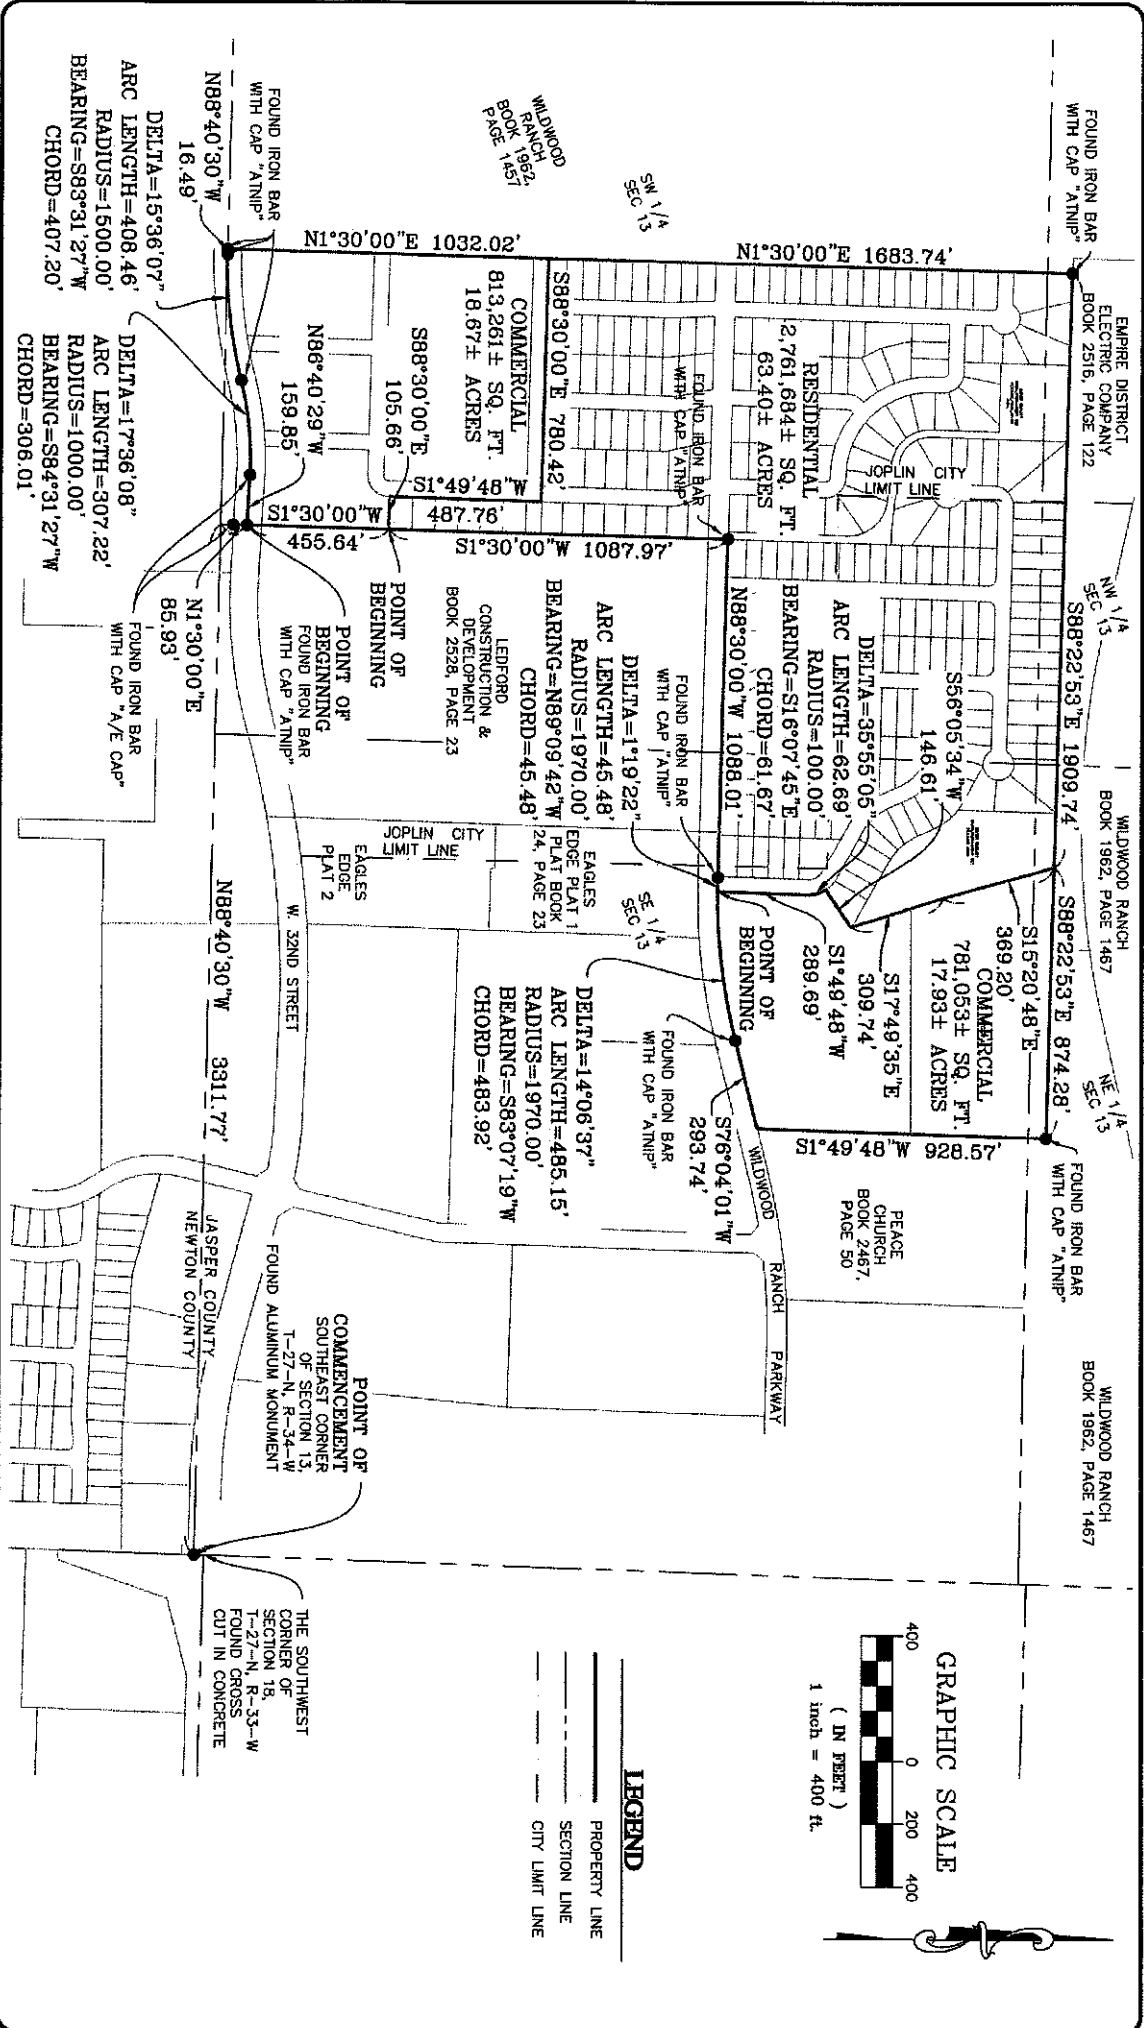 FOUND IRON BAR
WITH CAP "ATNIP"
EMPIRE DISTRICT
ELECTRIC COMPANY
BOOK 2516, PAGE 122
NW 1/4
SEC 13
S88°22'53"E 1909.74'
WILDWOOD RANCH
BOOK 1962, PAGE 1467
S88°22'53"E 874.28'
NE 1/4
SEC 13
FOUND IRON BAR
WITH CAP "ATNIP"
WILDWOOD RANCH
BOOK 1962, PAGE 1467
N1°30'00"E 1683.74'
RESIDENTIAL
2,761,684± SQ. FT.
63.40± ACRES
JOPLIN CITY
LIMIT LINE
FOUND IRON BAR
WITH CAP "ATNIP"
S56°05'34"W
146.61'
DELTA=35°55'05"
ARC LENGTH=62.69'
RADIUS=100.00'
BEARING=S16°07'45"E
CHORD=61.67'
N88°30'00"W 1088.01'
S15°20'48"E
369.20'
COMMERCIAL
781,053± SQ. FT.
17.93± ACRES
S17°49'35"E
309.74'
S1°49'48"W
289.69'
S1°49'48"W 928.57'
PEACE
CHURCH
BOOK 2467,
PAGE 50
SW 1/4
SEC 13
WILDWOOD
RANCH
BOOK 1962,
PAGE 1457
N1°30'00"E 1032.02'
S88°30'00"E 780.42'
COMMERCIAL
813,261± SQ. FT.
18.67± ACRES
S88°30'00"E
105.66'
S1°49'48"W
487.76'
S1°30'00"W 1087.97'
S1°30'00"W
455.64'
N86°40'29"W
159.85'
FOUND IRON BAR
WITH CAP "ATNIP"
DELTA=1°19'22"
ARC LENGTH=45.48'
RADIUS=1970.00'
BEARING=N89°09'42"W
CHORD=45.48'
LEDFORD
CONSTRUCTION &
DEVELOPMENT
BOOK 2528, PAGE 23
POINT OF
BEGINNING
POINT OF
BEGINNING
FOUND IRON BAR
WITH CAP "ATNIP"
POINT OF
BEGINNING
FOUND IRON BAR
WITH CAP "ATNIP"
S76°04'01"W
293.74'
DELTA=14°06'37"
ARC LENGTH=485.15'
RADIUS=1970.00'
BEARING=S83°07'19"W
CHORD=483.92'
WILDWOOD
RANCH
PARKWAY
SE 1/4
SEC 13
EAGLES
EDGE PLAT 1
PLAT BOOK
24, PAGE 23
JOPLIN CITY
LIMIT LINE
EAGLES
EDGE
PLAT 2
W. 32ND STREET
FOUND IRON BAR
WITH CAP "ATNIP"
N88°40'30"W
16.49'
DELTA=15°36'07"
ARC LENGTH=408.46'
RADIUS=1500.00'
BEARING=S83°31'27"W
CHORD=407.20'
DELTA=17°36'08"
ARC LENGTH=307.22'
RADIUS=1000.00'
BEARING=S84°31'27"W
CHORD=306.01'
N1°30'00"E
85.93'
FOUND IRON BAR
WITH CAP "A/E CAP"
N88°40'30"W 3311.77'
JASPER COUNTY
NEWTON COUNTY
POINT OF
COMMENCEMENT
SOUTHEAST CORNER
OF SECTION 13,
T-27-N, R-34-W
FOUND ALUMINUM MONUMENT
THE SOUTHWEST
CORNER OF
SECTION 18,
T-27-N, R-33-W
FOUND CROSS
CUT IN CONCRETE
GRAPHIC SCALE
400 0 200 400
( IN FEET )
1 inch = 400 ft.
LEGEND
PROPERTY LINE
SECTION LINE
CITY LIMIT LINE